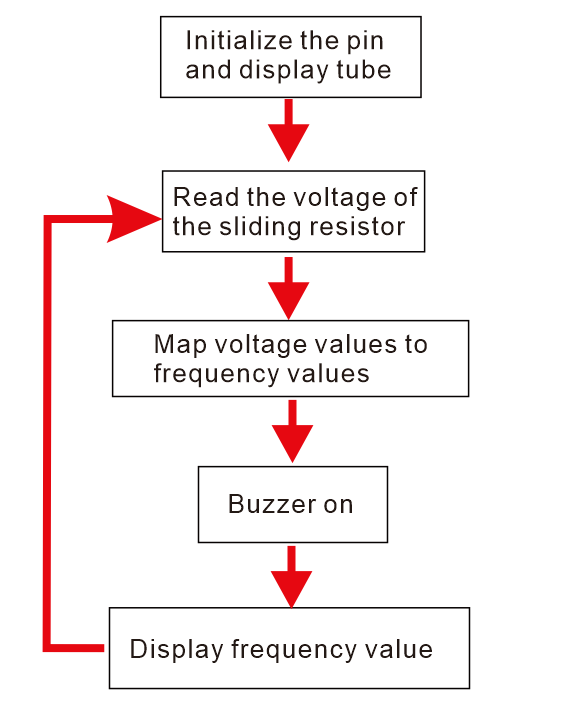 Initialize the pin
and display tube
Read the voltage of
the sliding resistor
Map voltage values to
frequency values
Buzzer on
Display frequency value